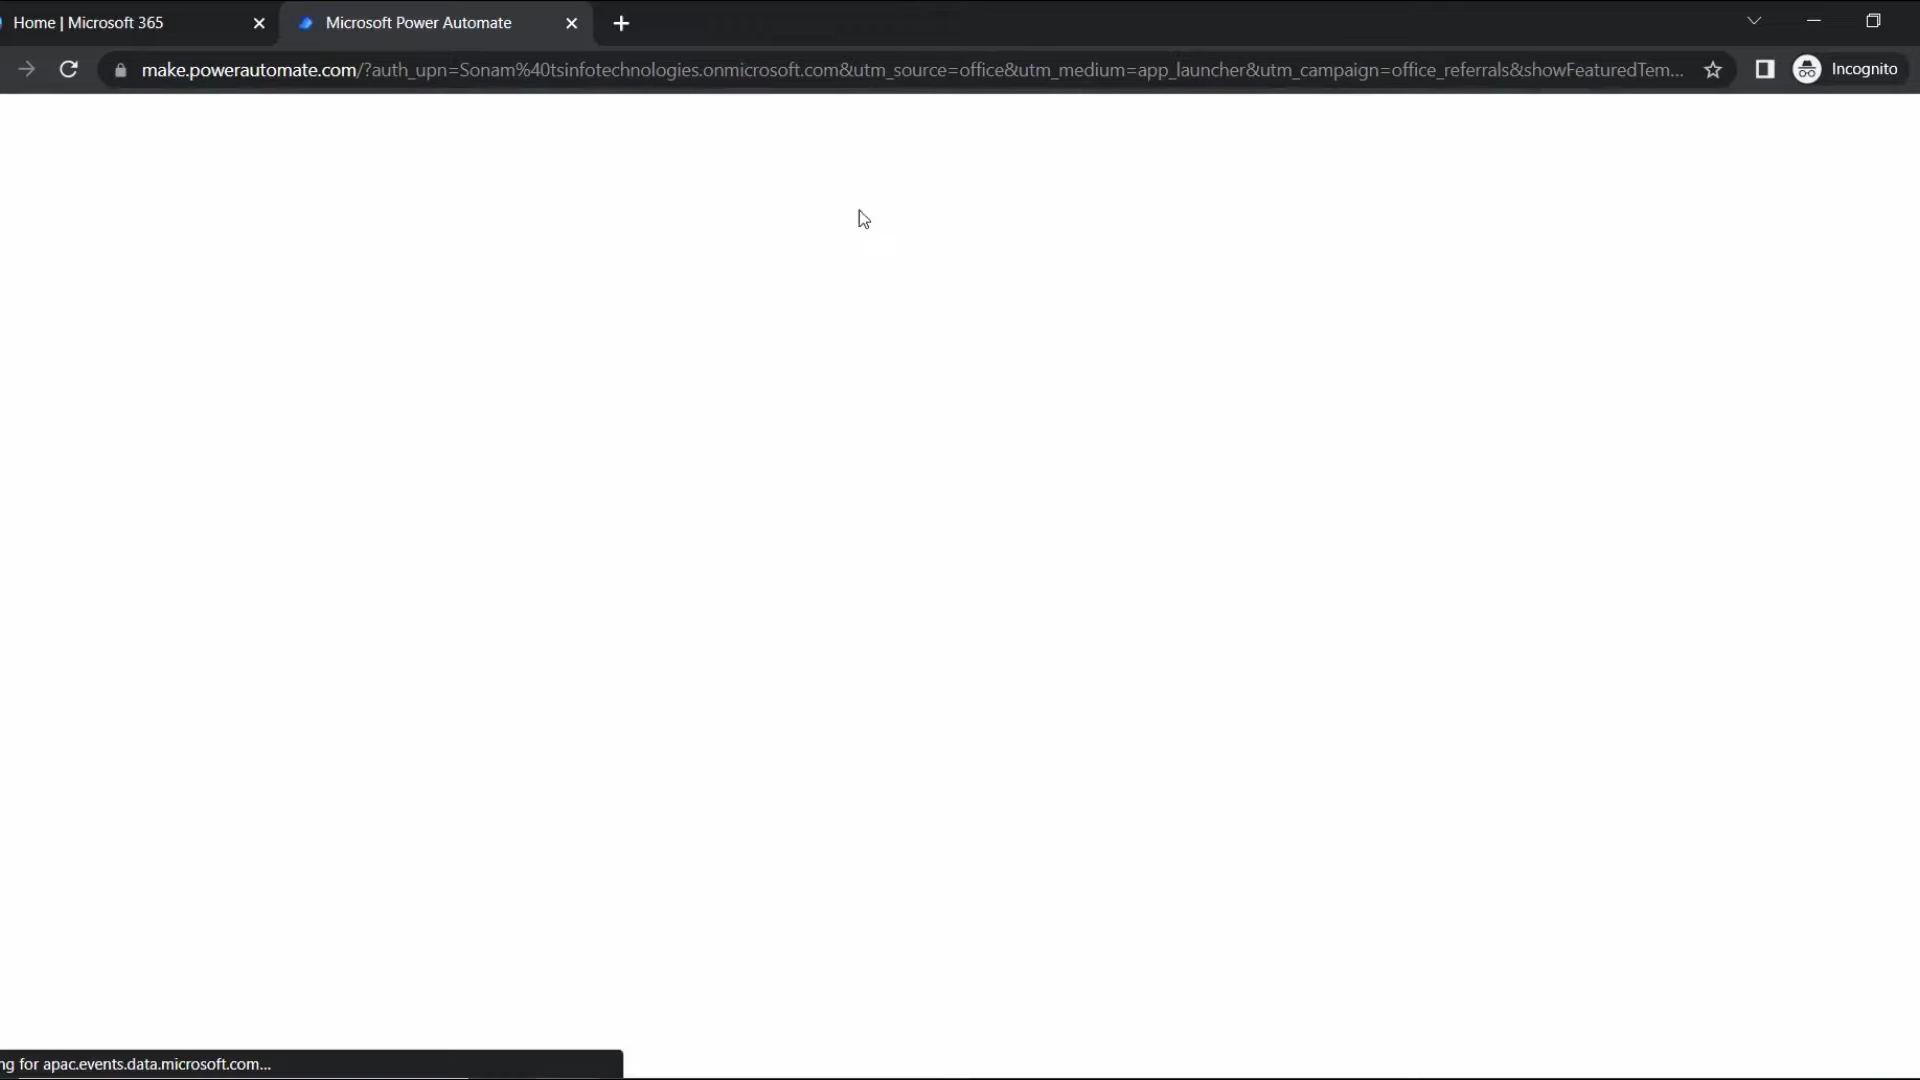 Home | Microsoft 365
Microsoft Power Automate
make.powerautomate.com/?auth_upn=Sonam%40tsinfotechnologies.onmicrosoft.com&utm_source=office&utm_medium=app_launcher&utm_campaign=office_referrals&showFeaturedTem...
Incognito
ng for apac.events.data.microsoft.com...